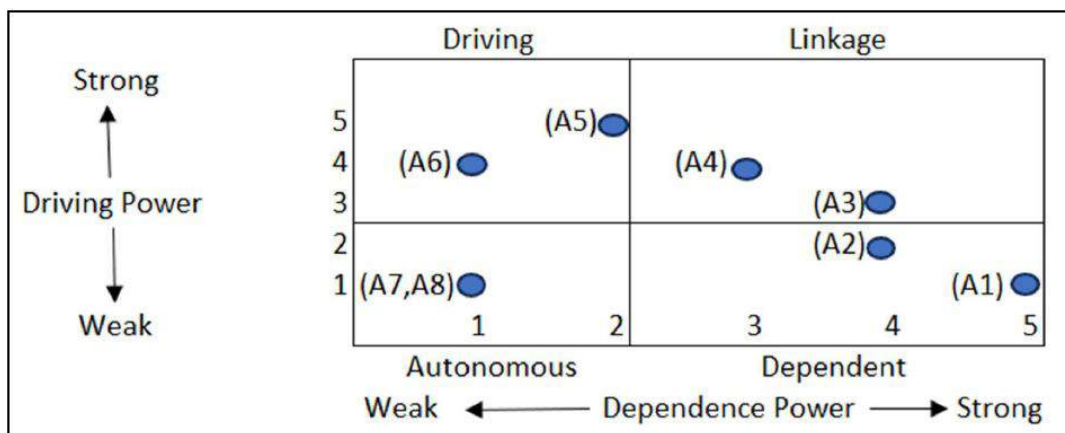 Driving Linkage
Strong
5 (A5)
4 (A6) (A4)
Driving Power 3 (A3)
2 (A2)
1 (A7,A8) (A1)
Weak 1 2 3 4 5
Autonomous Dependent
Weak Dependence Power Strong